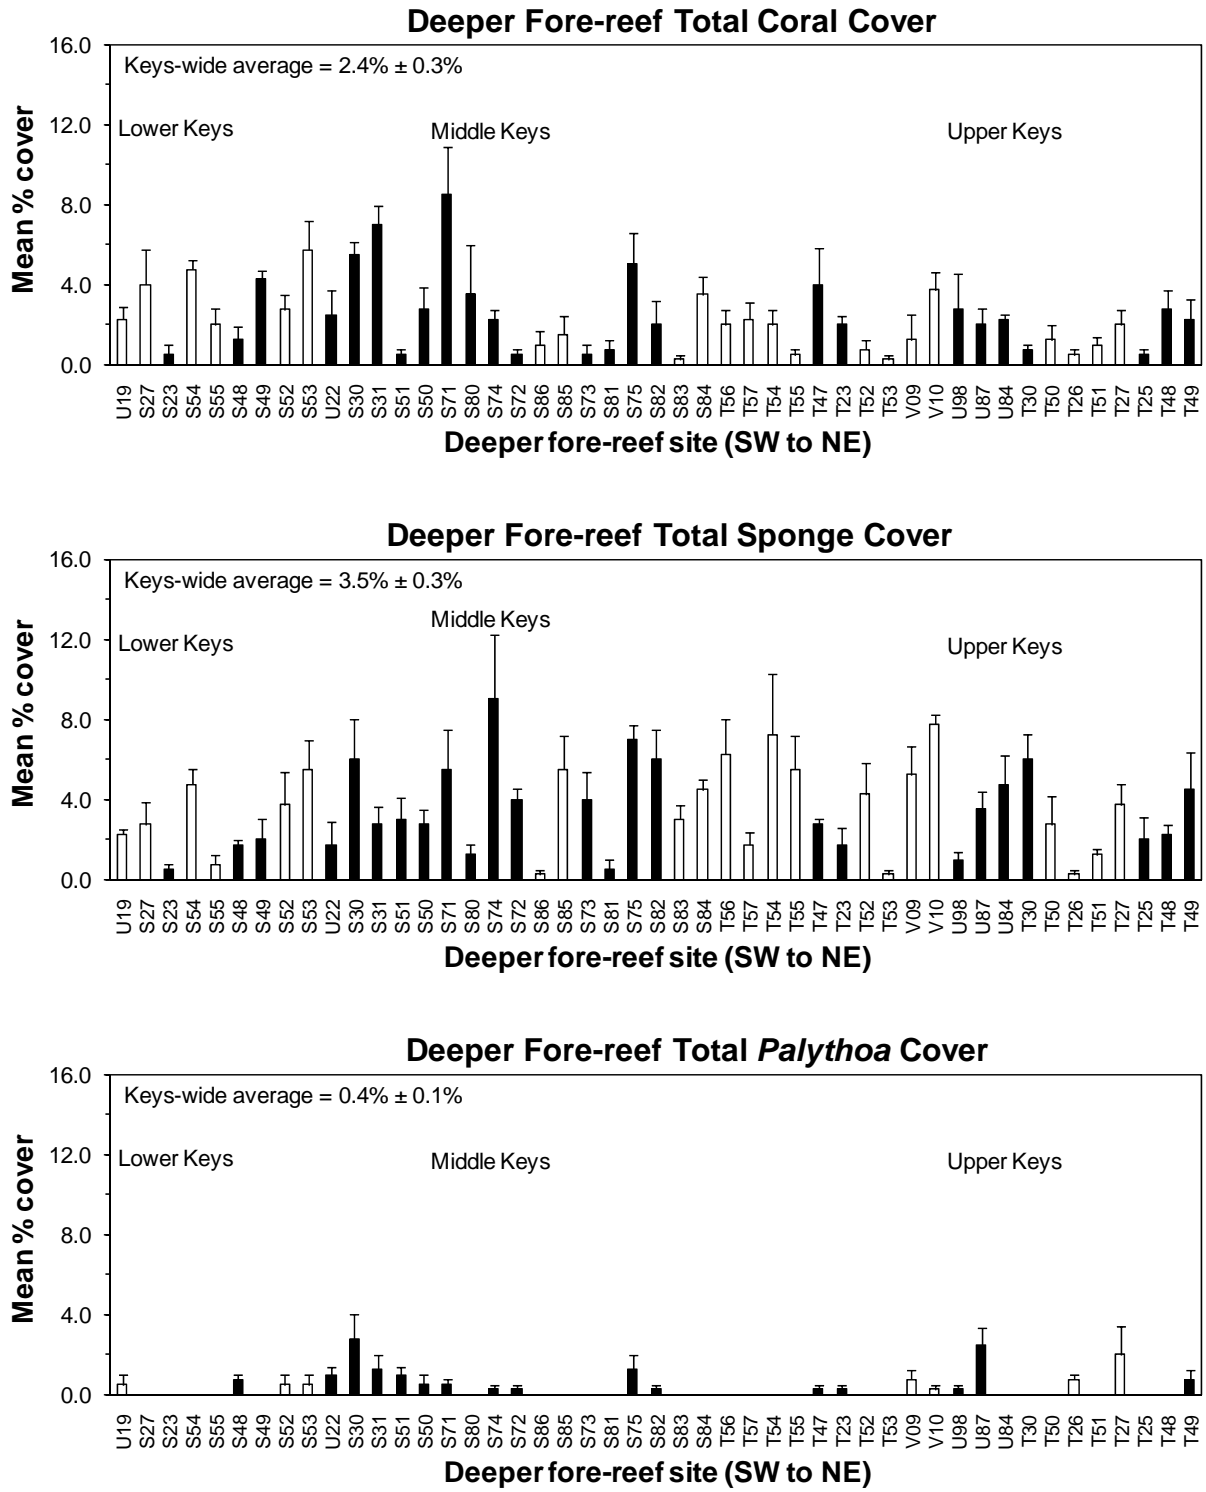 Deeper Fore-reef Total Coral Cover
16.0
Keys-wide average = 2.4% ± 0.3%
12.0
Lower Keys
Middle Keys
Upper Keys
Mean % cover
8.0
4.0
0.0
U19 S27 S23 S54 S55 S48 S49 S52 S53 U22 S30 S31 S51 S50 S71 S80 S74 S72 S86 S85 S73 S81 S75 S82 S83 S84 T56 T57 T54 T55 T47 T23 T52 T53 V09 V10 U98 U87 U84 T30 T50 T26 T51 T27 T25 T48 T49
Deeper fore-reef site (SW to NE)
Deeper Fore-reef Total Sponge Cover
16.0
Keys-wide average = 3.5% ± 0.3%
Middle Keys
12.0
Lower Keys
Upper Keys
Mean % cover
8.0
4.0
0.0
U19 S27 S23 S54 S55 S48 S49 S52 S53 U22 S30 S31 S51 S50 S71 S80 S74 S72 S86 S85 S73 S81 S75 S82 S83 S84 T56 T57 T54 T55 T47 T23 T52 T53 V09 V10 U98 U87 U84 T30 T50 T26 T51 T27 T25 T48 T49
Deeper fore-reef site (SW to NE)
Deeper Fore-reef Total Palythoa Cover
16.0
Keys-wide average = 0.4% ± 0.1%
12.0
Lower Keys
Middle Keys
Upper Keys
Mean % cover
8.0
4.0
0.0
U19 S27 S23 S54 S55 S48 S49 S52 S53 U22 S30 S31 S51 S50 S71 S80 S74 S72 S86 S85 S73 S81 S75 S82 S83 S84 T56 T57 T54 T55 T47 T23 T52 T53 V09 V10 U98 U87 U84 T30 T50 T26 T51 T27 T25 T48 T49
Deeper fore-reef site (SW to NE)